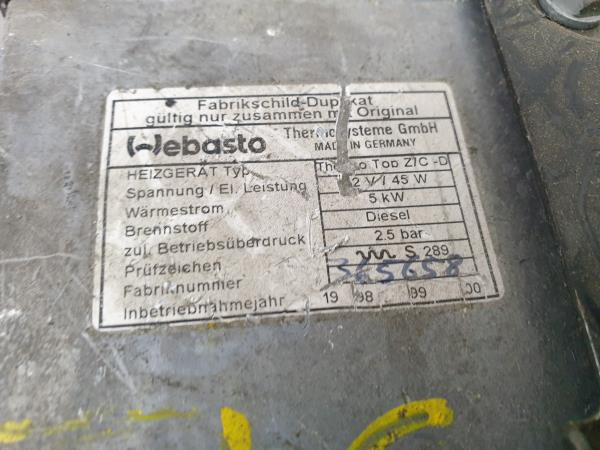 Fabrikschild-Duplikat
gültig nur zusammen mit Original
Webasto Thermosysteme GmbH
MADE IN GERMANY
HEIZGERÄT Typ Thermo Top Z/C -D
Spannung / El. Leistung 12 V / 45 W
Wärmestrom 5 kW
Brennstoff Diesel
zul. Betriebsüberdruck 2.5 bar
Prüfzeichen S 289
Fabriknummer 365658
Inbetriebnahmejahr 19 98 99 00